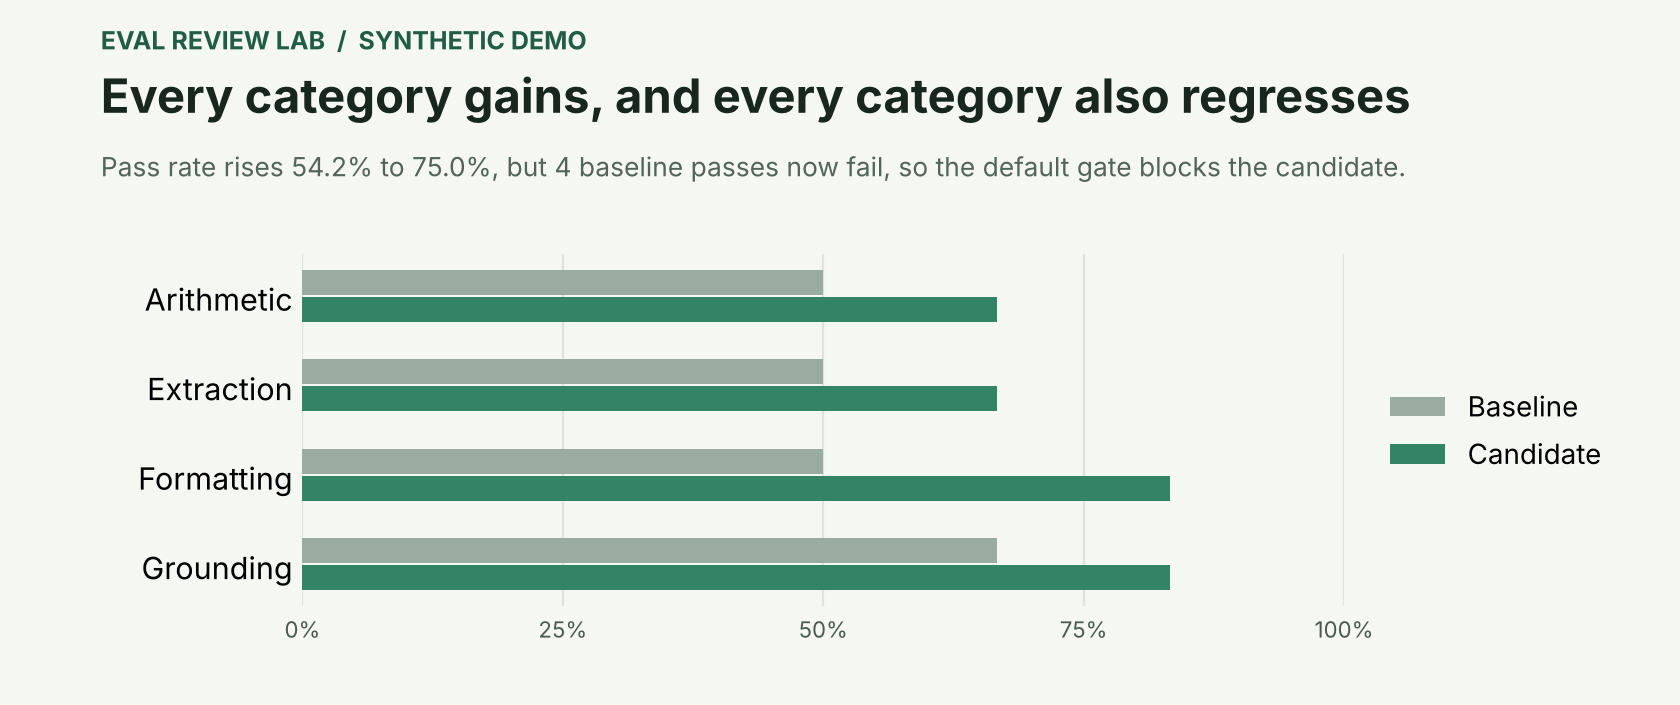 EVAL REVIEW LAB / SYNTHETIC DEMO
Every category gains, and every category also regresses
Pass rate rises 54.2% to 75.0%, but 4 baseline passes now fail, so the default gate blocks the candidate.
Arithmetic
Extraction
Formatting
Grounding
0% 25% 50% 75% 100%
Baseline
Candidate